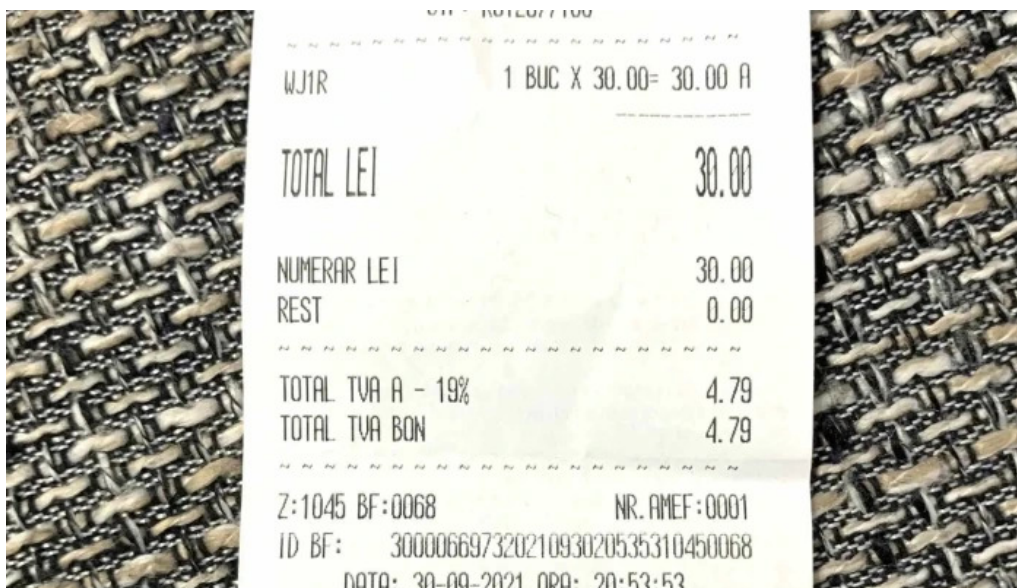 ~ ~ ~ ~ ~ ~ ~ ~ ~ ~ ~ ~ ~ ~ ~ ~ ~ ~ ~ ~
WJ1R 1 BUC X 30.00= 30.00 A
--------------
TOTAL LEI 30.00
NUMERAR LEI 30.00
REST 0.00
~ ~ ~ ~ ~ ~ ~ ~ ~ ~ ~ ~ ~ ~ ~ ~ ~ ~ ~ ~
TOTAL TVA A - 19% 4.79
TOTAL TVA BON 4.79
~ ~ ~ ~ ~ ~ ~ ~ ~ ~ ~ ~ ~ ~ ~ ~ ~ ~ ~ ~
Z:1045 BF:0068 NR.AMEF:0001
ID BF: 3000066973202109302053531045​0068
DATA: 30-09-2021 ORA: 20:53:53